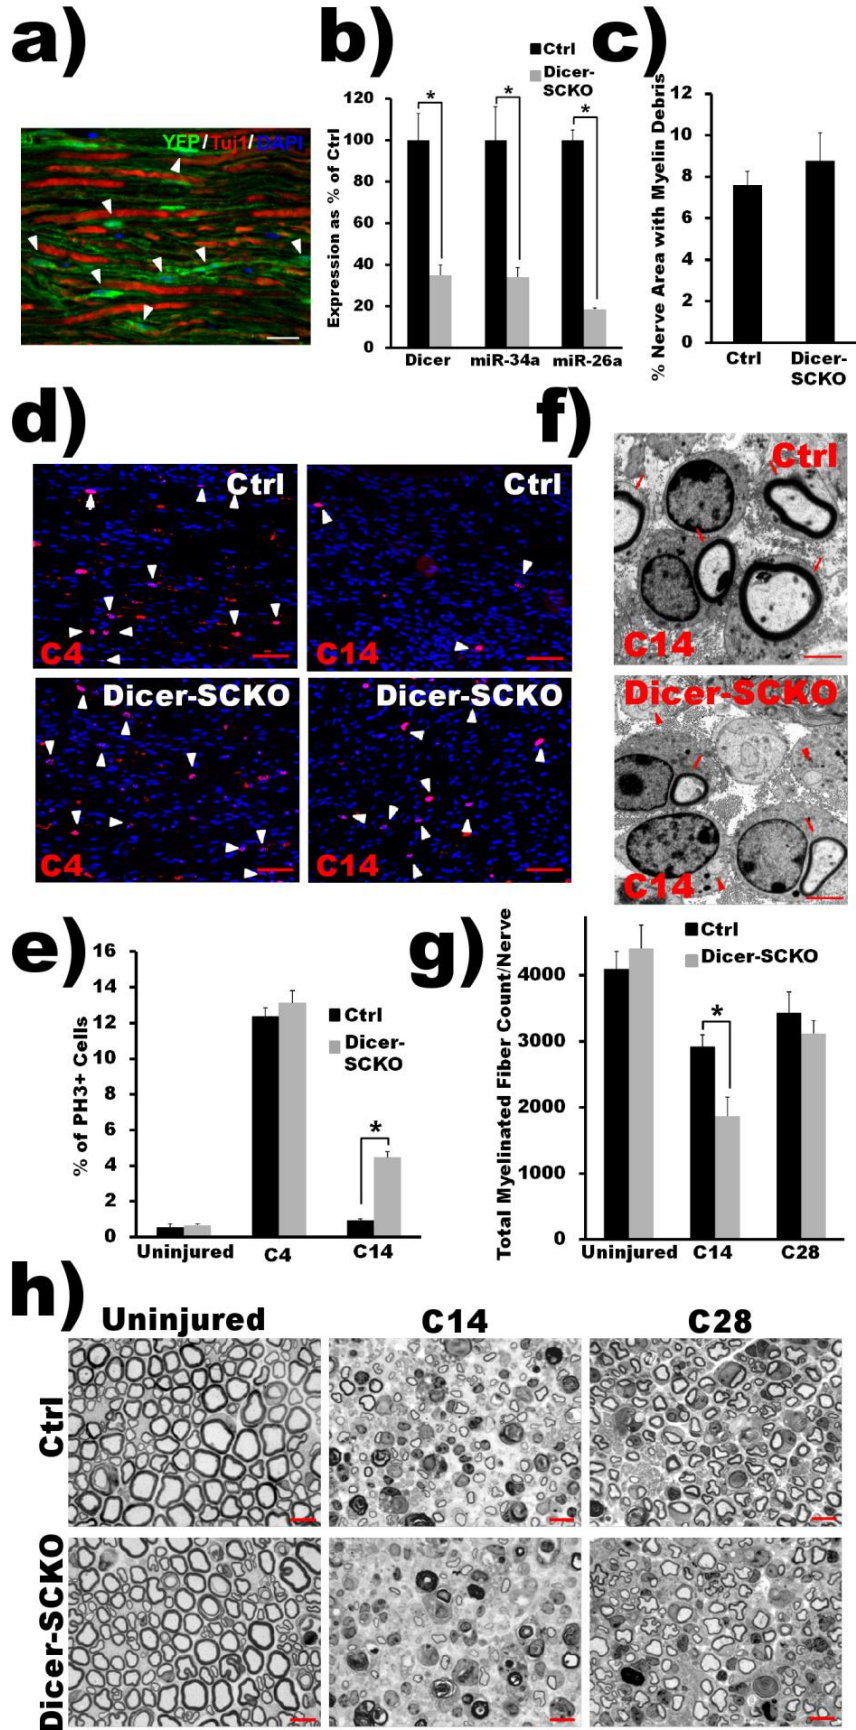 a)
YFP/Tuj1/DAPI
b)
Ctrl
Dicer-
SCKO
Expression as % of Ctrl
120
100
80
60
40
20
0
*
*
*
Dicer
miR-34a
miR-26a
c)
% Nerve Area with Myelin Debris
12
10
8
6
4
2
0
Ctrl
Dicer-
SCKO
d)
Ctrl
C4
Ctrl
C14
Dicer-SCKO
C4
Dicer-SCKO
C14
f)
Ctrl
C14
Dicer-SCKO
C14
e)
% of PH3+ Cells
16
14
12
10
8
6
4
2
0
Ctrl
Dicer-
SCKO
*
Uninjured
C4
C14
g)
Total Myelinated Fiber Count/Nerve
4000
3000
2000
1000
0
Ctrl
Dicer-SCKO
*
Uninjured
C14
C28
h)
Uninjured
C14
C28
Ctrl
Dicer-SCKO